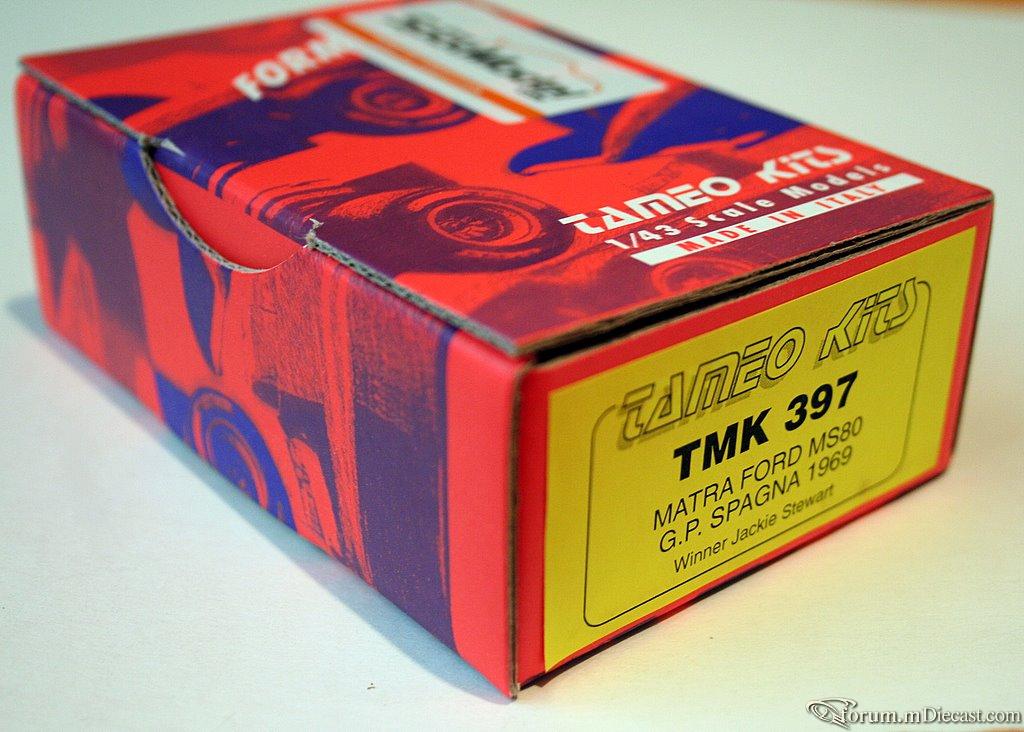 FORM
TAMEO KITS
1/43 Scale Models
MADE IN ITALY
TAMEO KITS
TMK 397
MATRA FORD MS80
G.P. SPAGNA 1969
Winner Jackie Stewart
Forum.mDiecast.com